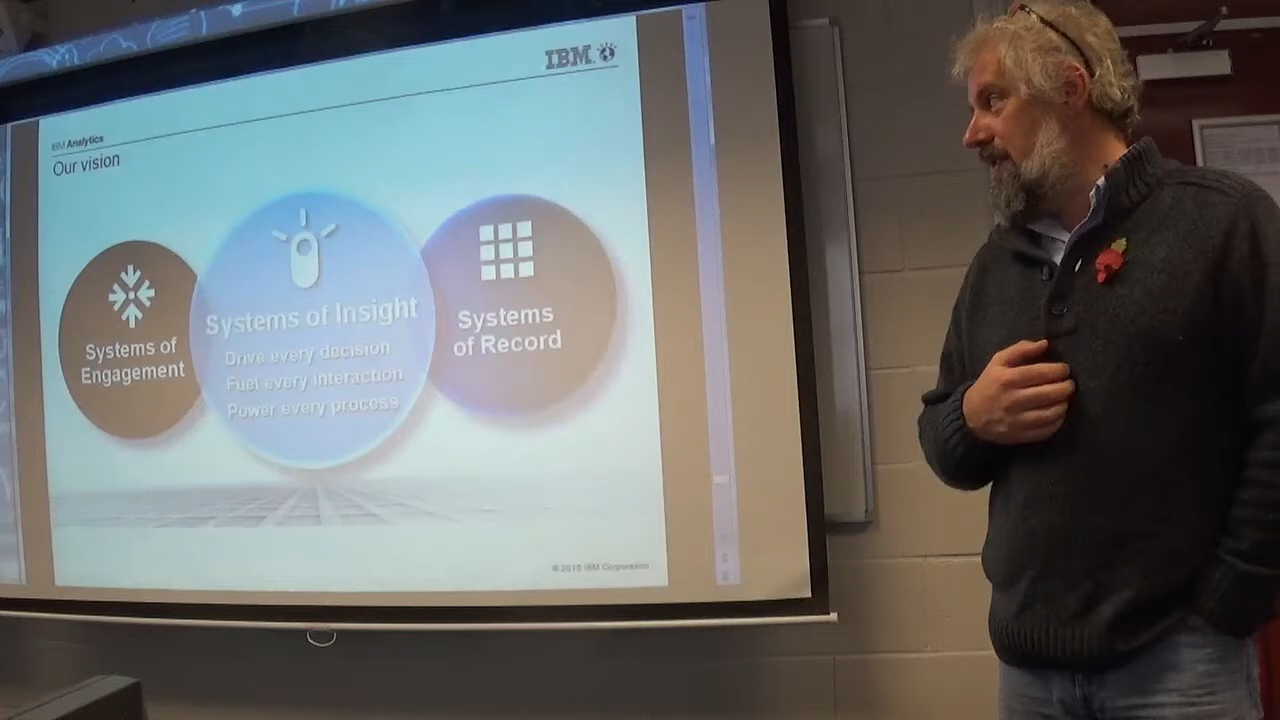 IBM
IBM Analytics
Our vision
Systems of
Engagement
Systems of Insight
Drive every decision
Fuel every interaction
Power every process
Systems
of Record
© 2015 IBM Corporation